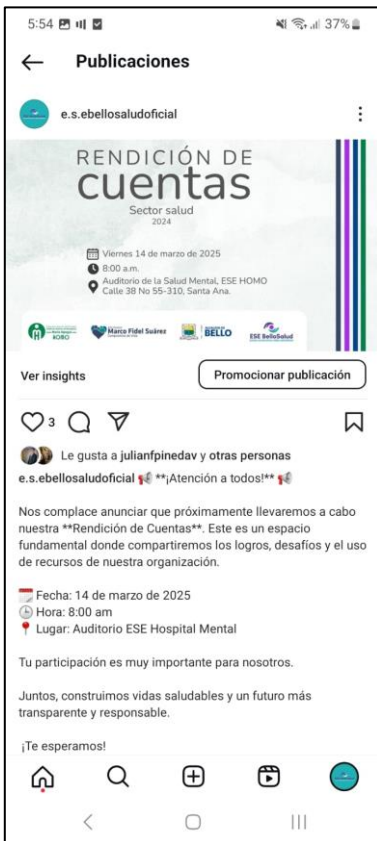 5:54 37%
Publicaciones
e.s.ebellosaludoficial
RENDICIÓN DE
cuentas
Sector salud
2024
Viernes 14 de marzo de 2025
8:00 a.m.
Auditorio de la Salud Mental, ESE HOMO
Calle 38 No 55-310, Santa Ana.
HOMO
Marco Fidel Suárez
BELLO
ESE BelloSalud
Ver insights
Promocionar publicación
3
Le gusta a julianfpinedav y otras personas
e.s.ebellosaludoficial 📢 **¡Atención a todos!** 📢
Nos complace anunciar que próximamente llevaremos a cabo
nuestra **Rendición de Cuentas**. Este es un espacio
fundamental donde compartiremos los logros, desafíos y el uso
de recursos de nuestra organización.
🗓️ Fecha: 14 de marzo de 2025
🕒 Hora: 8:00 am
📍 Lugar: Auditorio ESE Hospital Mental
Tu participación es muy importante para nosotros.
Juntos, construimos vidas saludables y un futuro más
transparente y responsable.
¡Te esperamos!